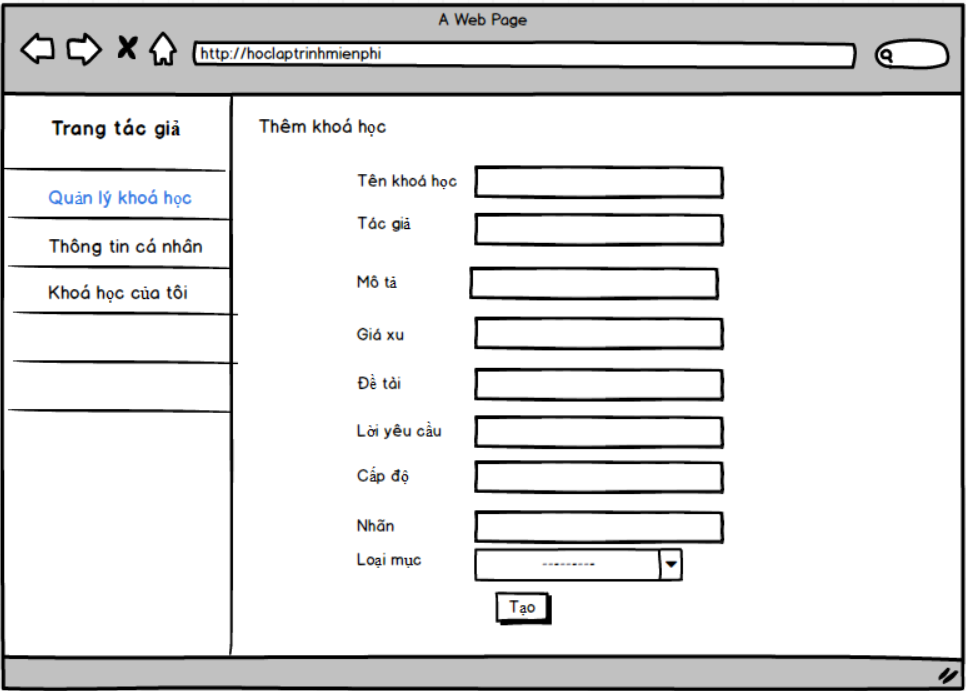 A Web Page
http://hoclaptrinhmienphi
Trang tác giả
Quản lý khoá học
Thông tin cá nhân
Khoá học của tôi
Thêm khoá học
Tên khoá học
Tác giả
Mô tả
Giá xu
Đề tài
Lời yêu cầu
Cấp độ
Nhãn
Loại mục
---------
Tạo